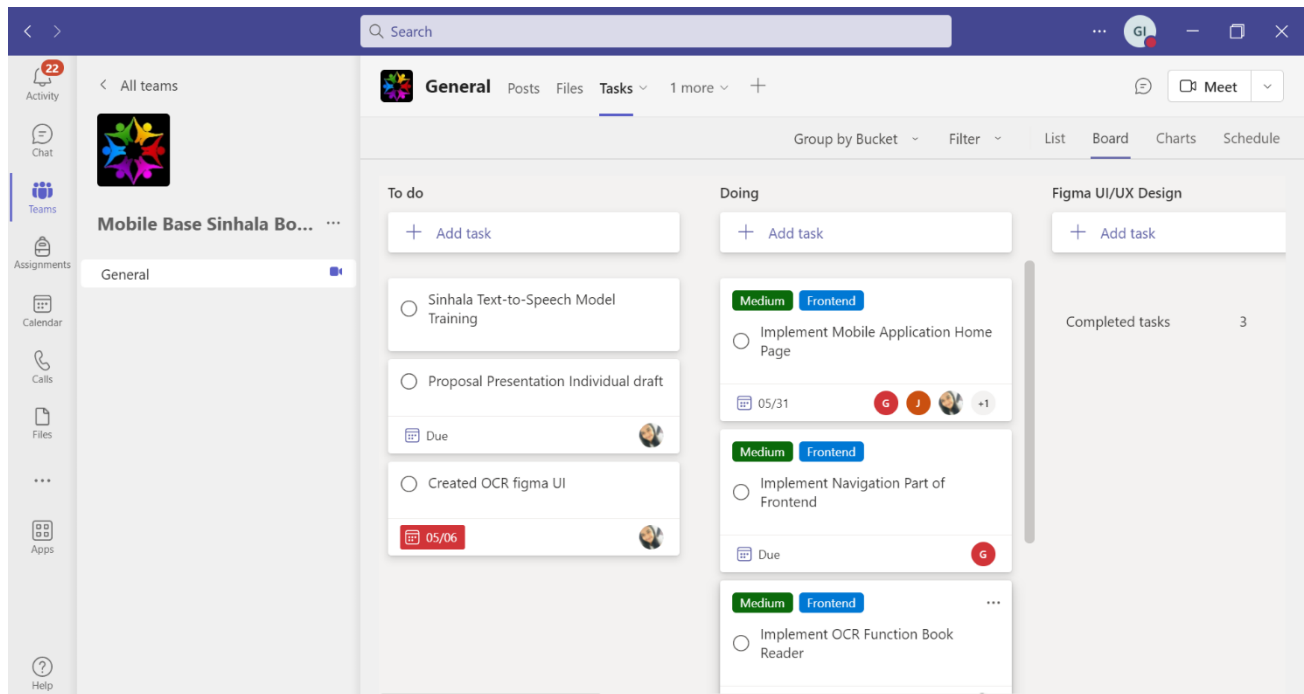 Search
GI
22
Activity
Chat
Teams
Assignments
Calendar
Calls
Files
Apps
Help
All teams
Mobile Base Sinhala Bo...
General
General Posts Files Tasks 1 more
Meet
Group by Bucket Filter List Board Charts Schedule
To do
Add task
Sinhala Text-to-Speech Model
Training
Proposal Presentation Individual draft
Due
Created OCR figma UI
05/06
Doing
Add task
Medium Frontend
Implement Mobile Application Home
Page
05/31 G J +1
Medium Frontend
Implement Navigation Part of
Frontend
Due G
Medium Frontend
Implement OCR Function Book
Reader
Figma UI/UX Design
Add task
Completed tasks 3